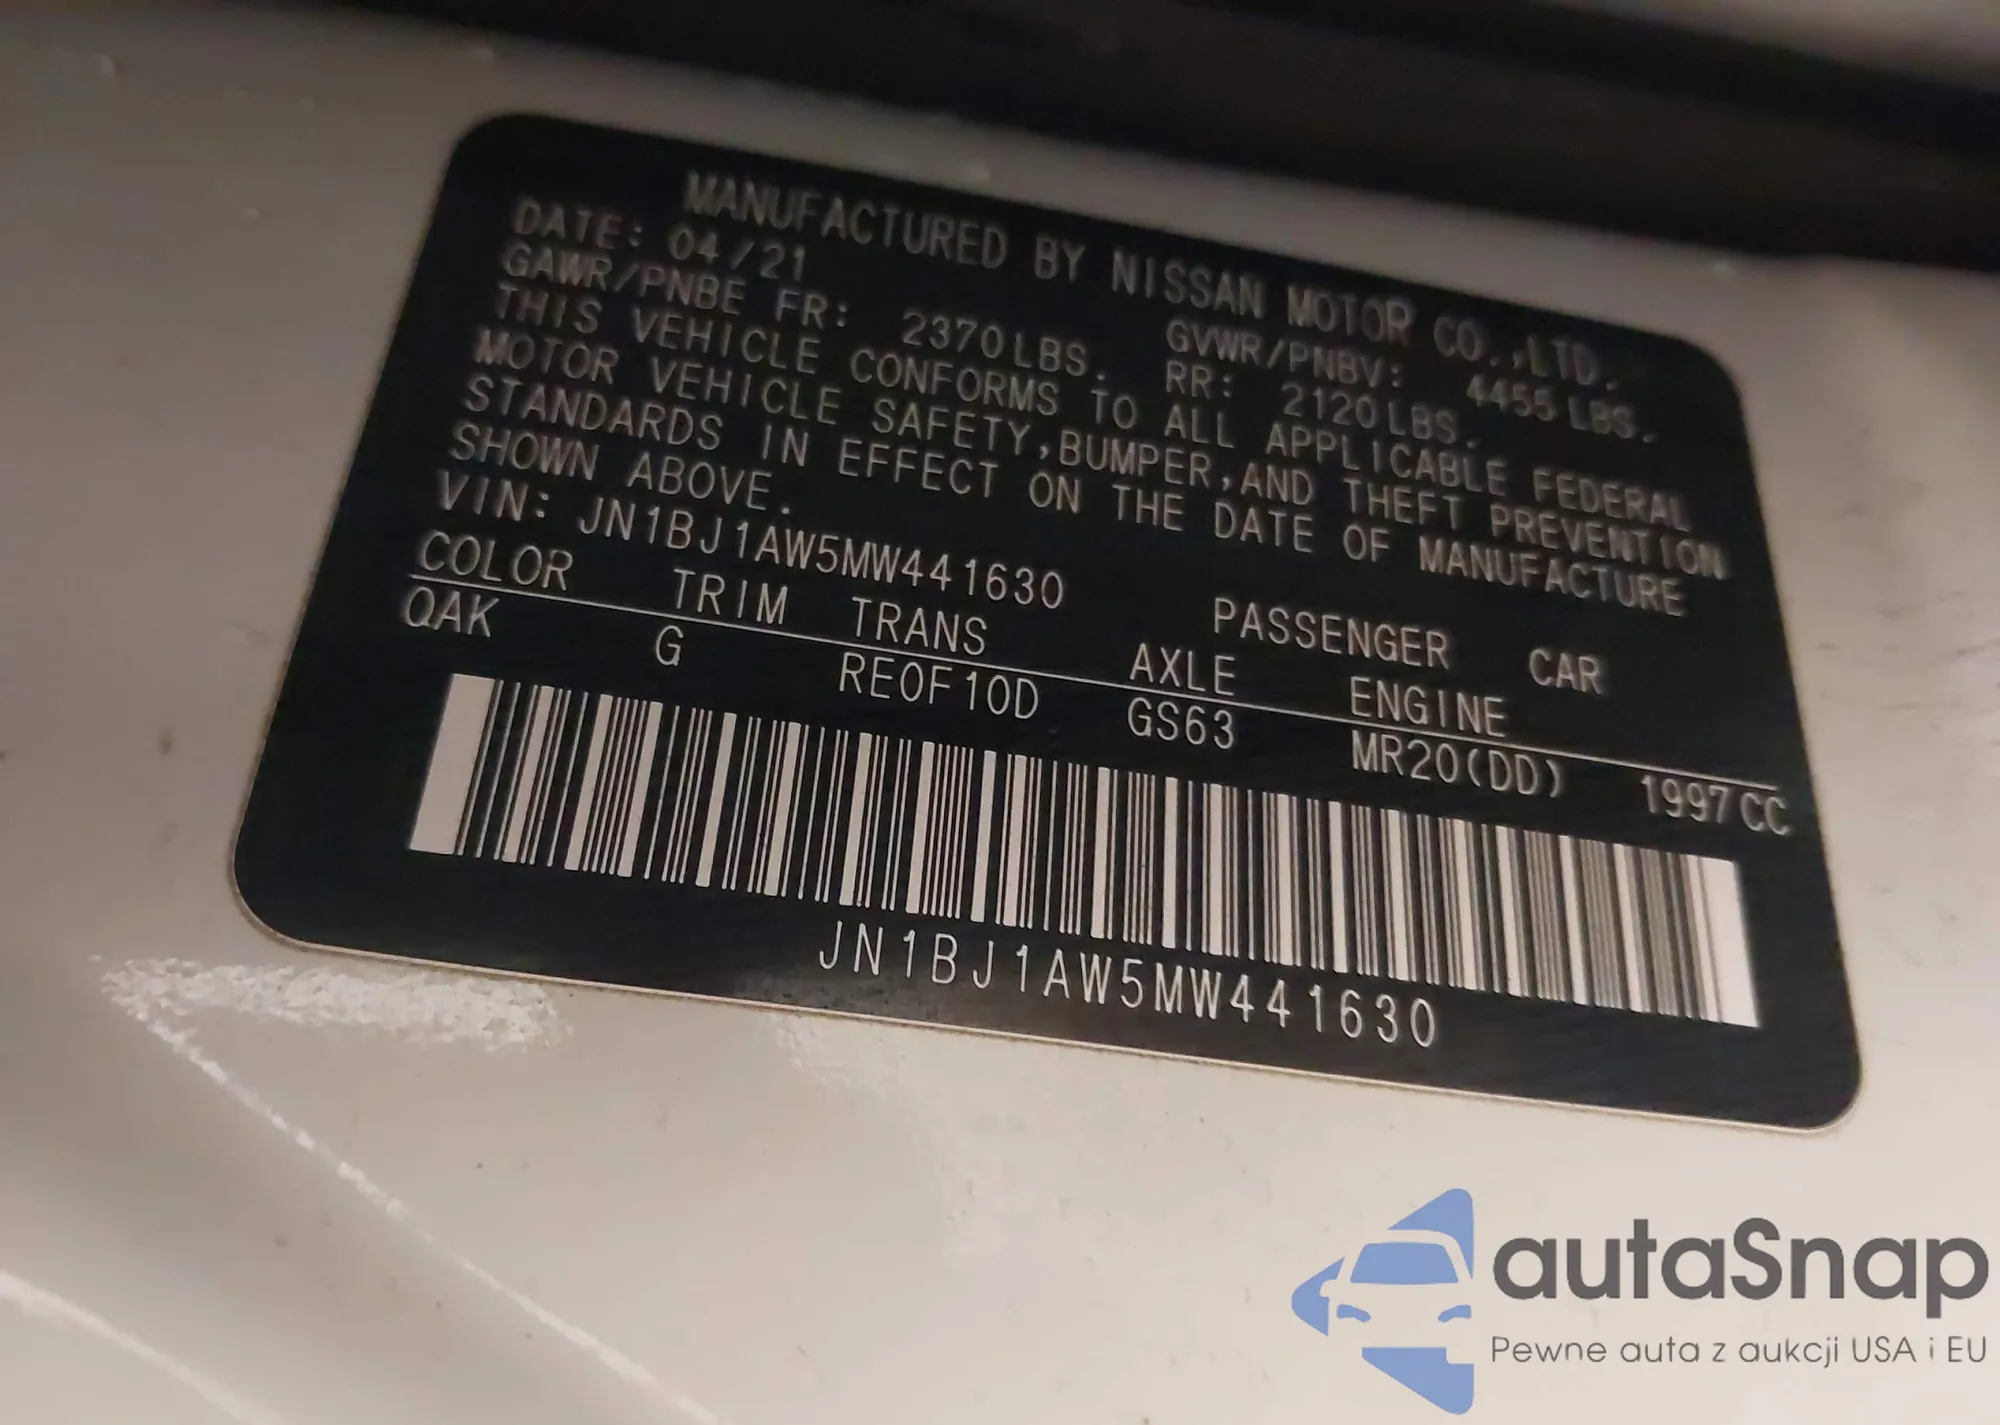 MANUFACTURED BY NISSAN MOTOR CO.,LTD.
DATE: 04/21 GVWR/PNBV: 4455 LBS.
GAWR/PNBE FR: 2370LBS. RR: 2120LBS.
THIS VEHICLE CONFORMS TO ALL APPLICABLE FEDERAL
MOTOR VEHICLE SAFETY,BUMPER,AND THEFT PREVENTION
STANDARDS IN EFFECT ON THE DATE OF MANUFACTURE
SHOWN ABOVE.
VIN: JN1BJ1AW5MW441630 PASSENGER CAR
COLOR TRIM TRANS AXLE ENGINE
QAK G RE0F10D GS63 MR20(DD) 1997CC
JN1BJ1AW5MW441630
autaSnap
Pewne auta z aukcji USA i EU